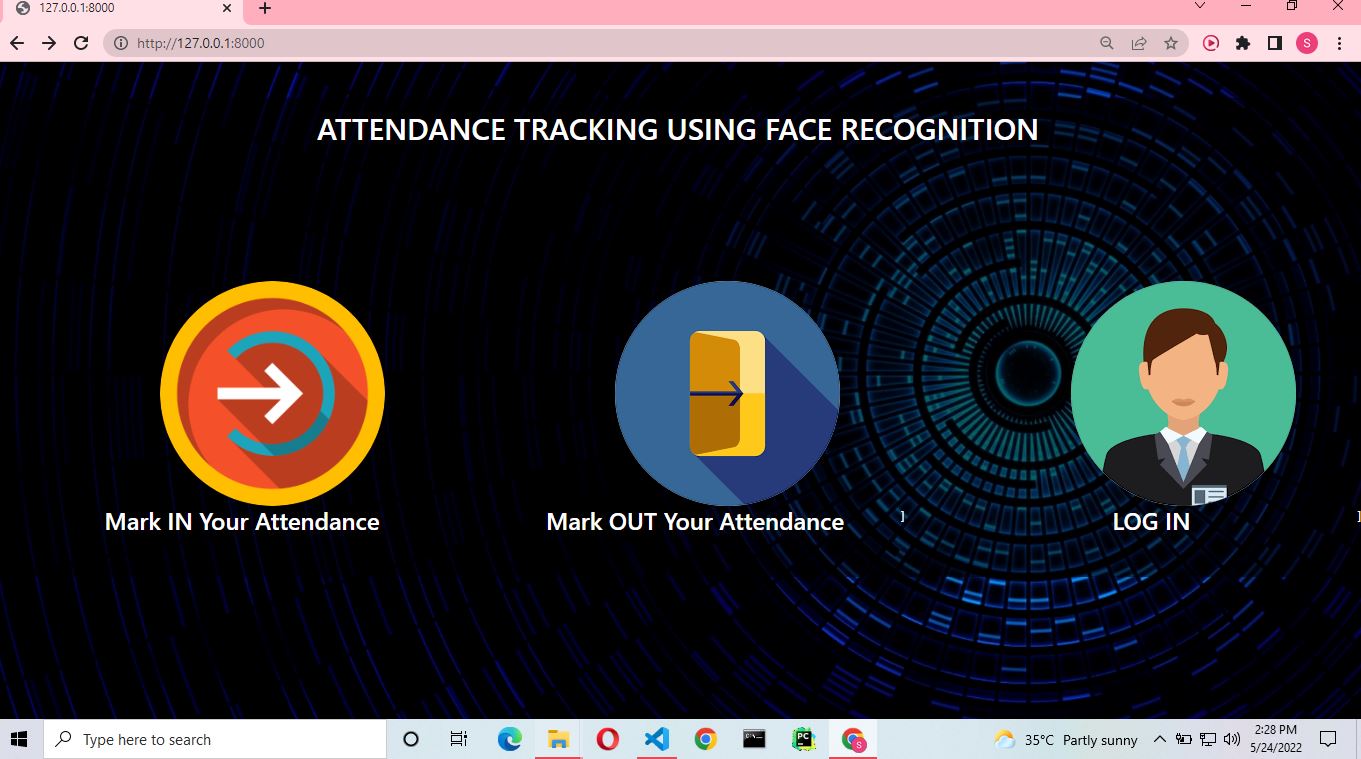 127.0.0.1:8000
http://127.0.0.1:8000
S
ATTENDANCE TRACKING USING FACE RECOGNITION
Mark IN Your Attendance
Mark OUT Your Attendance
]
LOG IN
]
Type here to search
PC
S
35°C Partly sunny
2:28 PM
5/24/2022